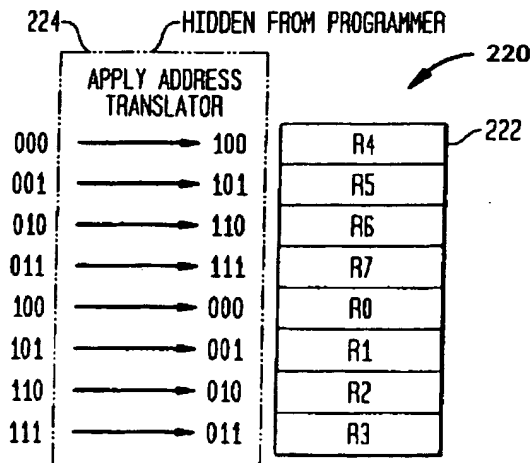 224 HIDDEN FROM PROGRAMMER
220
APPLY ADDRESS
TRANSLATOR
222
000 100 R4
001 101 R5
010 110 R6
011 111 R7
100 000 R0
101 001 R1
110 010 R2
111 011 R3